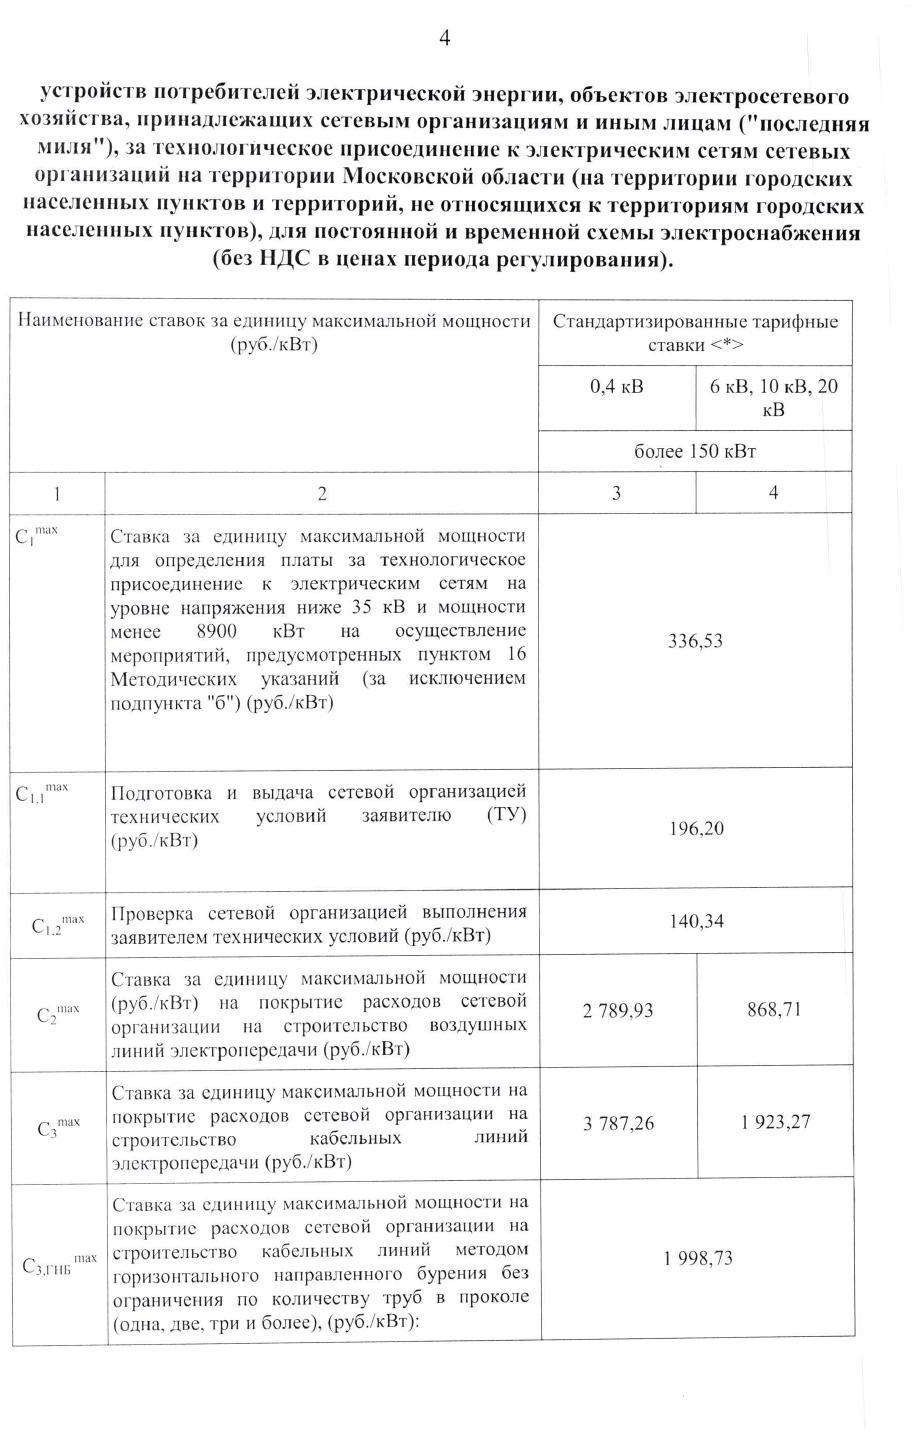 4
устройств потребителей электрической энергии, объектов электросетевого
хозяйства, принадлежащих сетевым организациям и иным лицам ("последняя
миля"), за технологическое присоединение к электрическим сетям сетевых
организаций на территории Московской области (на территории городских
населенных пунктов и территорий, не относящихся к территориям городских
населенных пунктов), для постоянной и временной схемы электроснабжения
(без НДС в ценах периода регулирования).
Наименование ставок за единицу максимальной мощности
(руб./кВт)
Стандартизированные тарифные
ставки <*>
0,4 кВ
6 кВ, 10 кВ, 20
кВ
более 150 кВт
1
2
3
4
C1max
Ставка за единицу максимальной мощности
для определения платы за технологическое
присоединение к электрическим сетям на
уровне напряжения ниже 35 кВ и мощности
менее 8900 кВт на осуществление
мероприятий, предусмотренных пунктом 16
Методических указаний (за исключением
подпункта "б") (руб./кВт)
336,53
C1.1max
Подготовка и выдача сетевой организацией
технических условий заявителю (ТУ)
(руб./кВт)
196,20
C1.2max
Проверка сетевой организацией выполнения
заявителем технических условий (руб./кВт)
140,34
C2max
Ставка за единицу максимальной мощности
(руб./кВт) на покрытие расходов сетевой
организации на строительство воздушных
линий электропередачи (руб./кВт)
2 789,93
868,71
C3max
Ставка за единицу максимальной мощности на
покрытие расходов сетевой организации на
строительство кабельных линий
электропередачи (руб./кВт)
3 787,26
1 923,27
C3,ГНБmax
Ставка за единицу максимальной мощности на
покрытие расходов сетевой организации на
строительство кабельных линий методом
горизонтального направленного бурения без
ограничения по количеству труб в проколе
(одна, две, три и более), (руб./кВт):
1 998,73